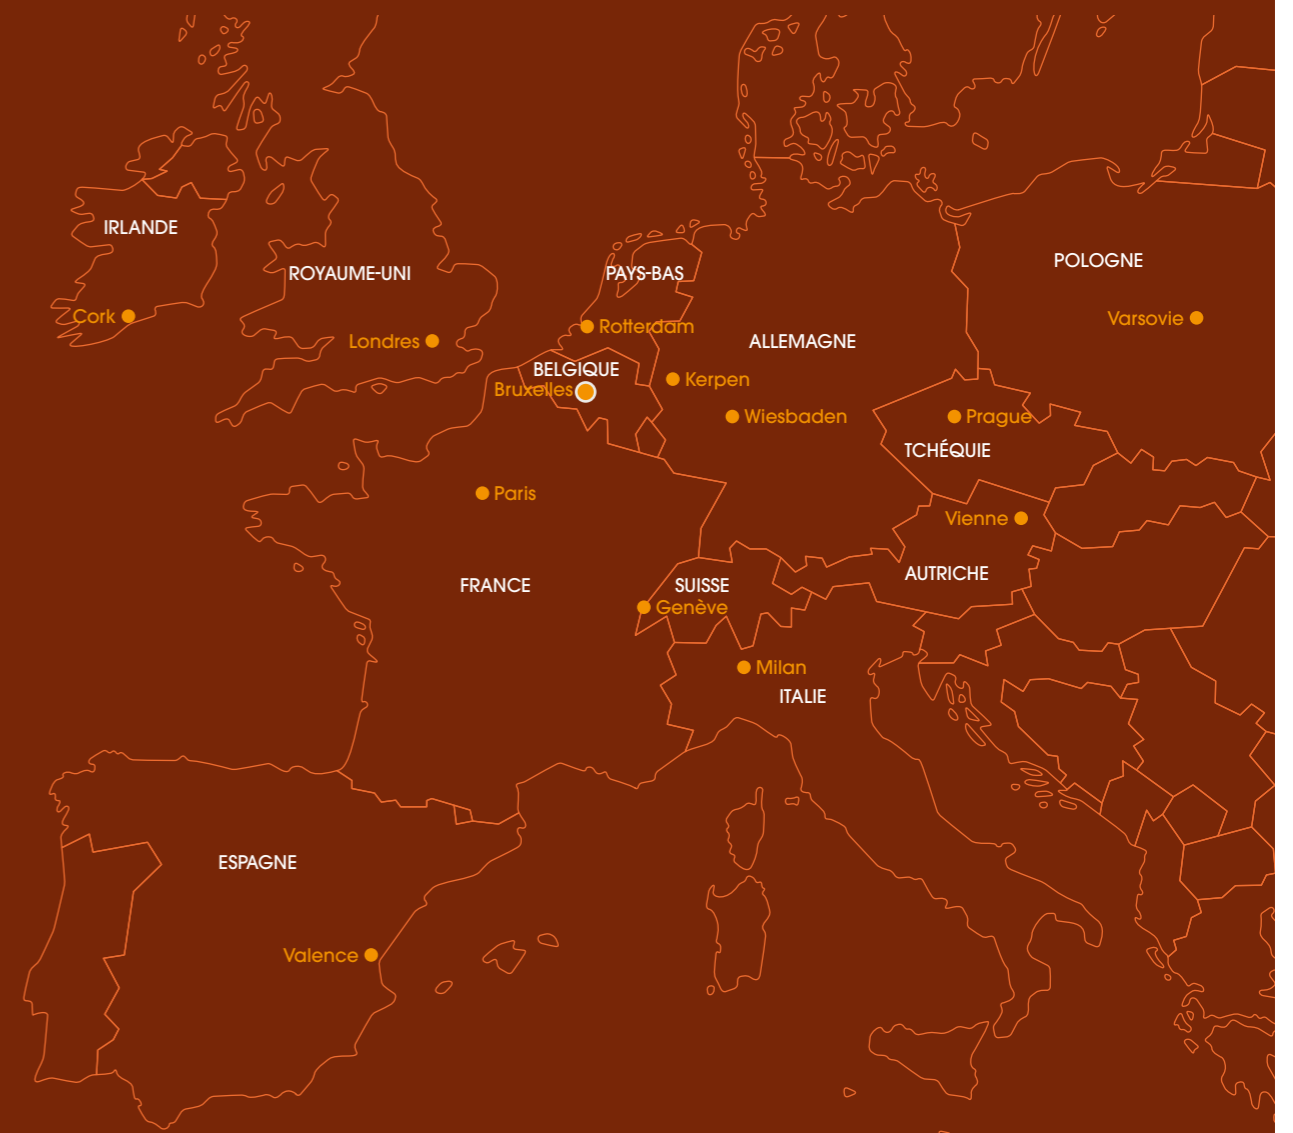 IRLANDE
POLOGNE
ROYAUME-UNI
PAYS-BAS
Cork
Varsovie
Rotterdam
Londres
ALLEMAGNE
BELGIQUE
Kerpen
Bruxelles
Wiesbaden
Prague
TCHÉQUIE
Paris
Vienne
AUTRICHE
FRANCE
SUISSE
Genève
Milan
ITALIE
ESPAGNE
Valence